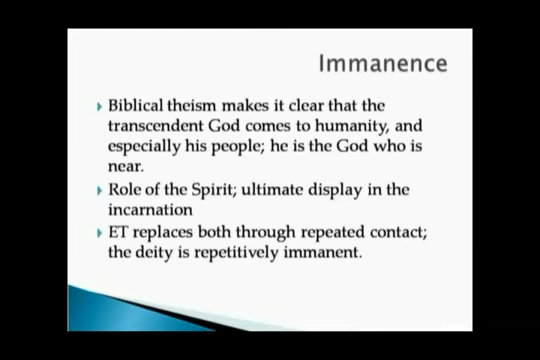 Immanence
Biblical theism makes it clear that the
transcendent God comes to humanity, and
especially his people; he is the God who is
near.
Role of the Spirit; ultimate display in the
incarnation
ET replaces both through repeated contact;
the deity is repetitively immanent.